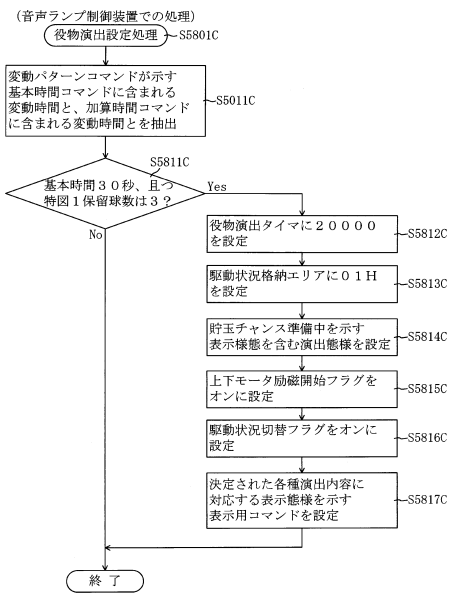 (音声ランプ制御装置での処理)
役物演出設定処理
S5801C
変動パターンコマンドが示す
基本時間コマンドに含まれる
変動時間と、加算時間コマンド
に含まれる変動時間とを抽出
S5011C
S5811C
基本時間30秒、且つ
特図1保留球数は3?
Yes
No
役物演出タイマに20000
を設定
S5812C
駆動状況格納エリアに01H
を設定
S5813C
貯玉チャンス準備中を示す
表示様態を含む演出態様を設定
S5814C
上下モータ励磁開始フラグを
オンに設定
S5815C
駆動状況切替フラグをオンに
設定
S5816C
決定された各種演出内容に
対応する表示態様を示す
表示用コマンドを設定
S5817C
終了